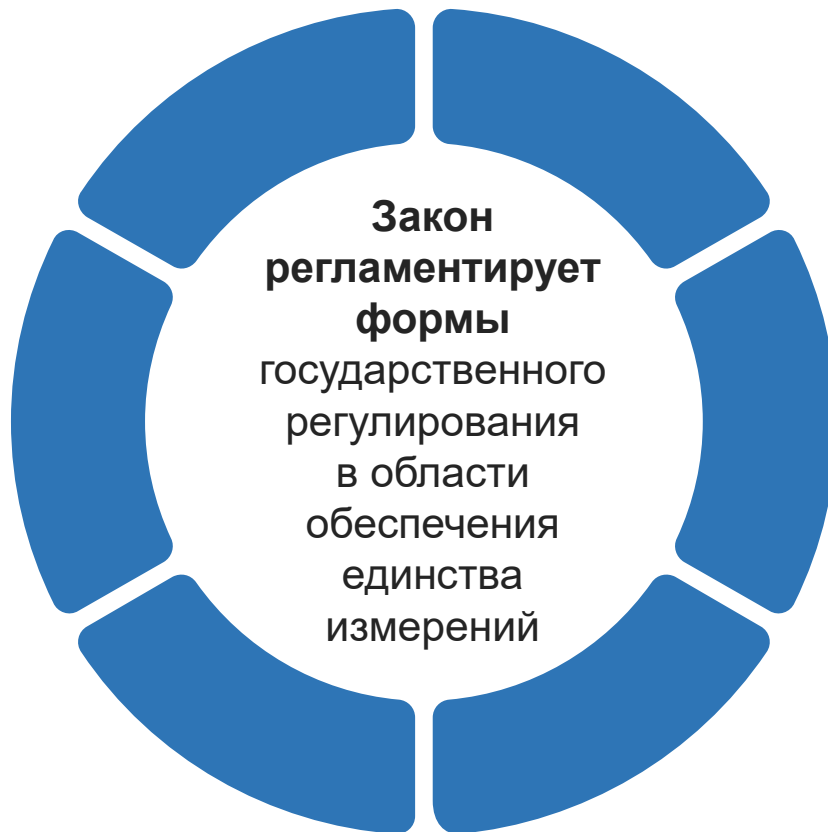 Закон
регламентирует
формы
государственного
регулирования
в области
обеспечения
единства
измерений